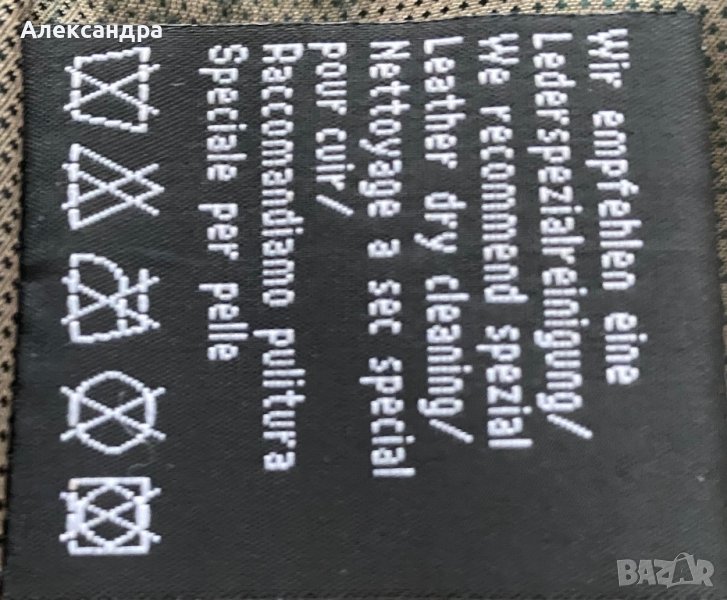 Александра
Wir empfehlen eine
Lederspezialreinigung/
We recommend spezial
Leather dry cleaning/
Nettoyage a sec special
pour cuir/
Raccomandiamo pulitura
Speciale per pelle
BAZAR